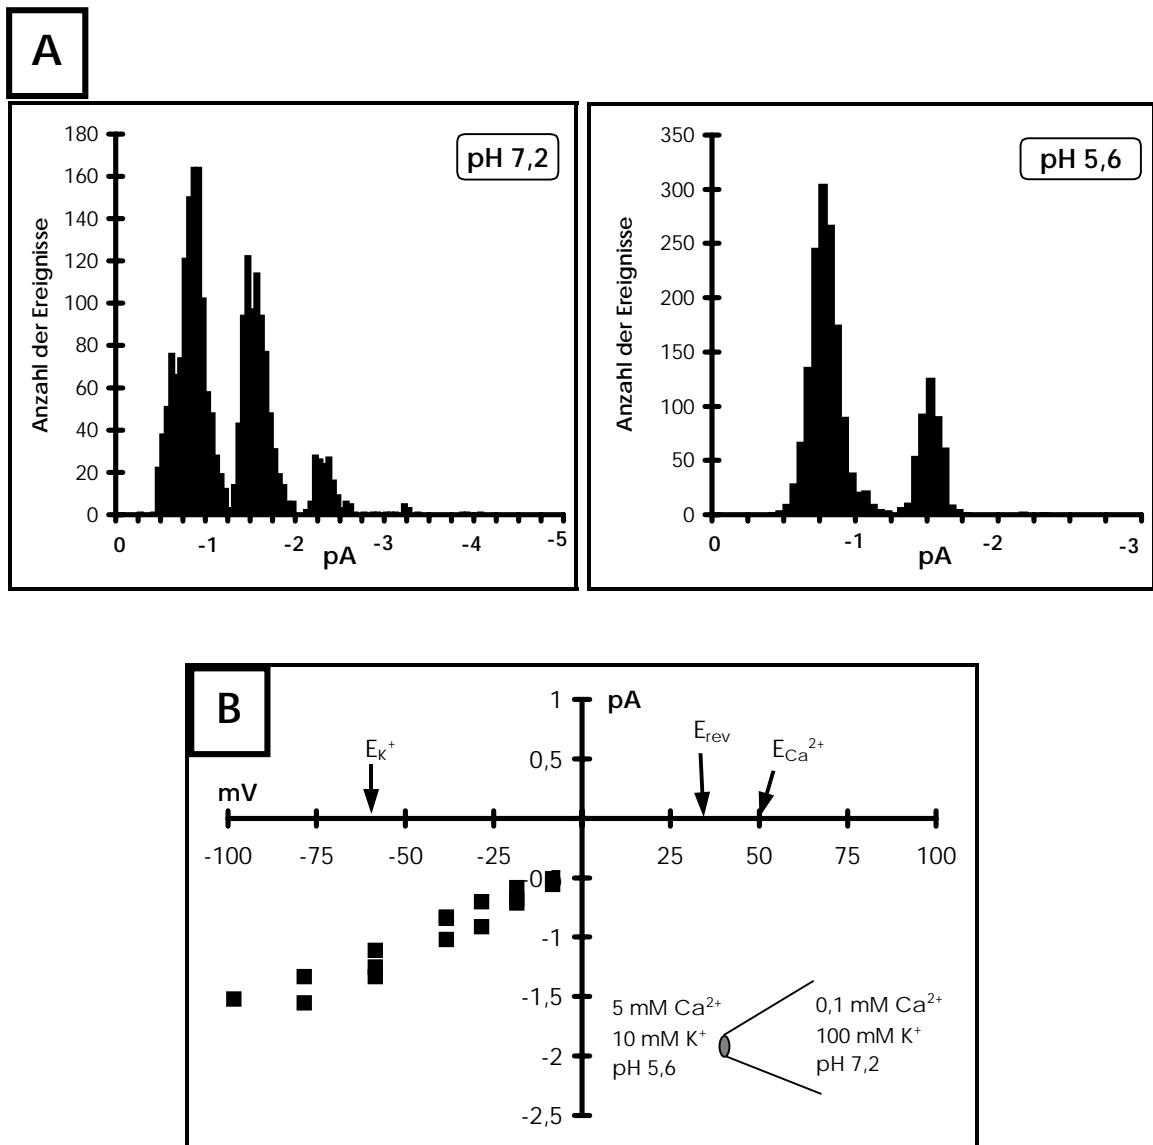 A
pH 7,2
Anzahl der Ereignisse
180
160
140
120
100
80
60
40
20
0
0 -1 -2 -3 -4 -5
pA
pH 5,6
Anzahl der Ereignisse
350
300
250
200
150
100
50
0
0 -1 -2 -3
pA
B
1 pA
E_K⁺
E_rev
E_Ca²⁺
0,5
mV
-100 -75 -50 -25 25 50 75 100
-1
-1,5
-2
-2,5
5 mM Ca²⁺
10 mM K⁺
pH 5,6
0,1 mM Ca²⁺
100 mM K⁺
pH 7,2